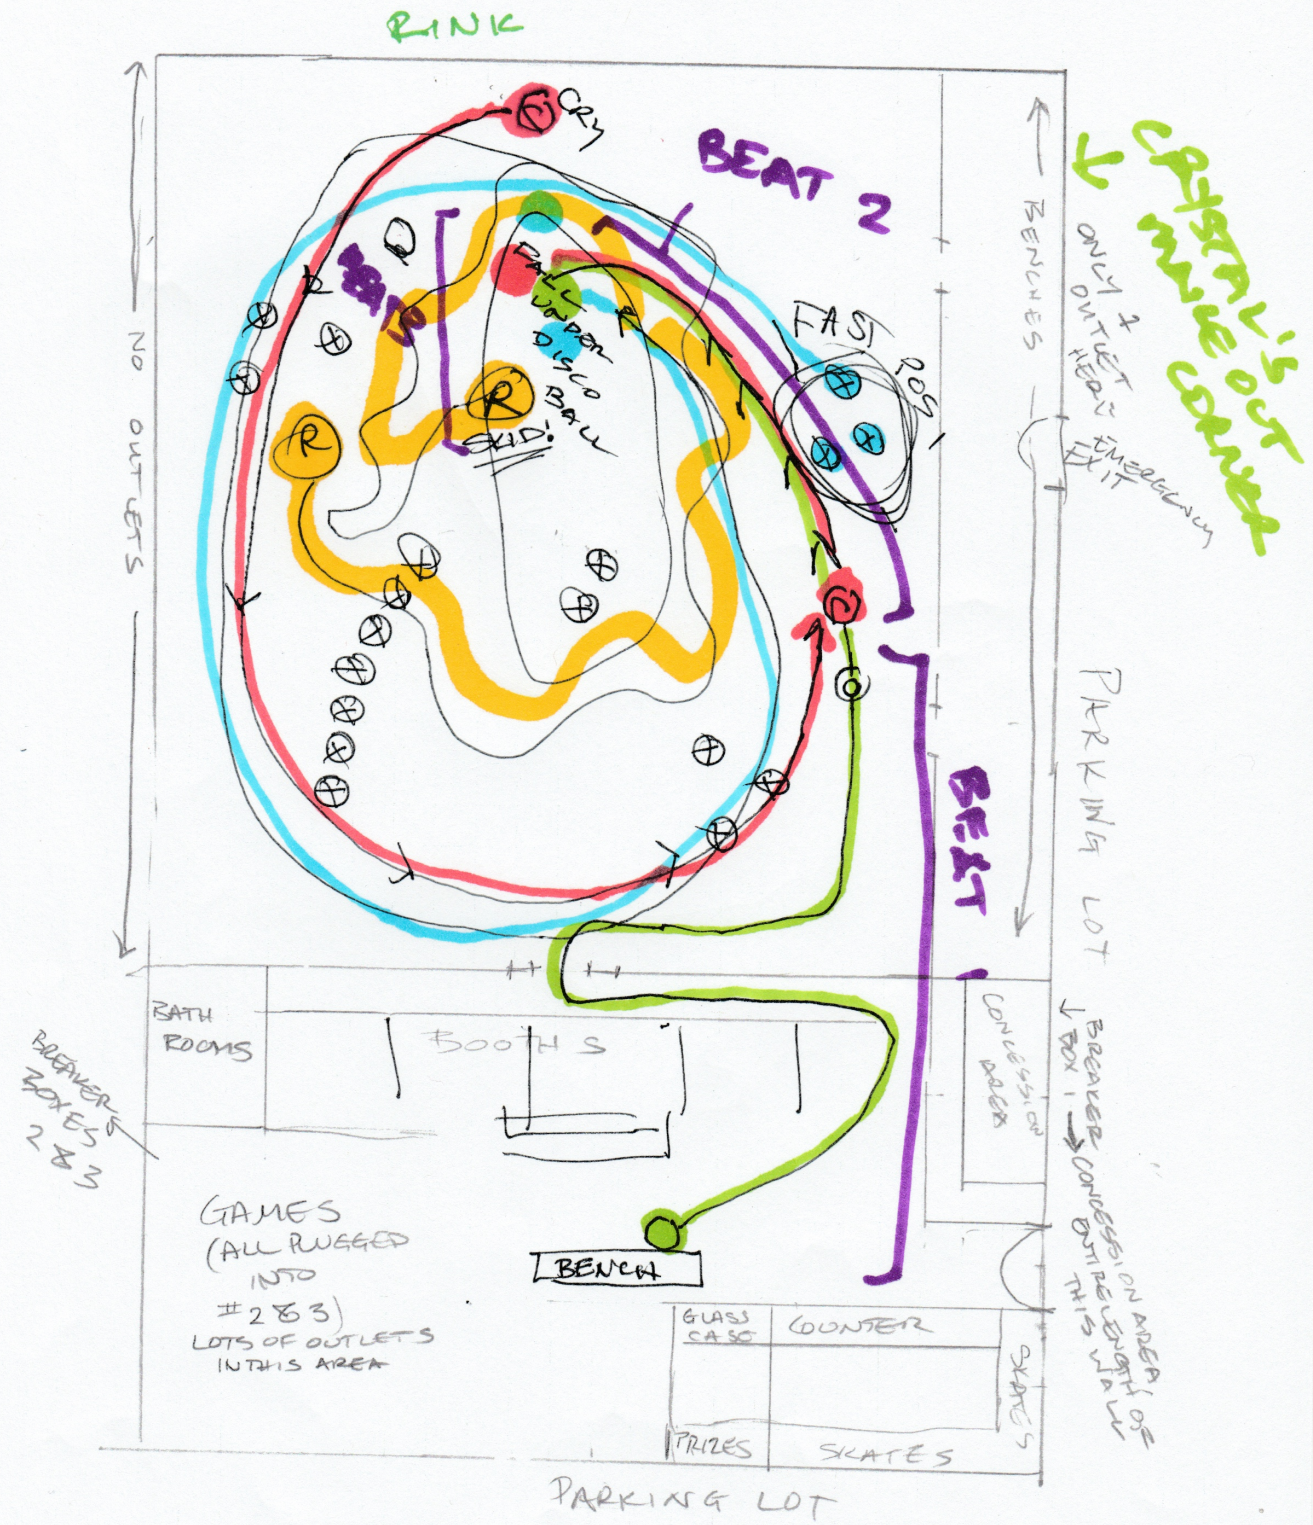 RINK
CRY
BEAT 2
FALL
UNDER
DISCO
BALL
R
SKID!
R
FAST
POS
C
NO OUTLETS
BENCHES
ONLY 1
OUTLET
HERE
EMERGENCY
EXIT
CRYSTAL'S
MAKE OUT
CORNER
PARKING LOT
BEAT
1
BATH
ROOMS
BOOTHS
BREAKERS
BOXES
2 & 3
CONCESSION
AREA
BREAKER
BOX 1
CONCESSION AREA
ENTIRE LENGTH OF
THIS WALL
GAMES
(ALL PLUGGED
INTO
#2 & 3)
LOTS OF OUTLETS
IN THIS AREA
BENCH
GLASS
CASE
COUNTER
SKATES
PRIZES
SKATES
PARKING LOT